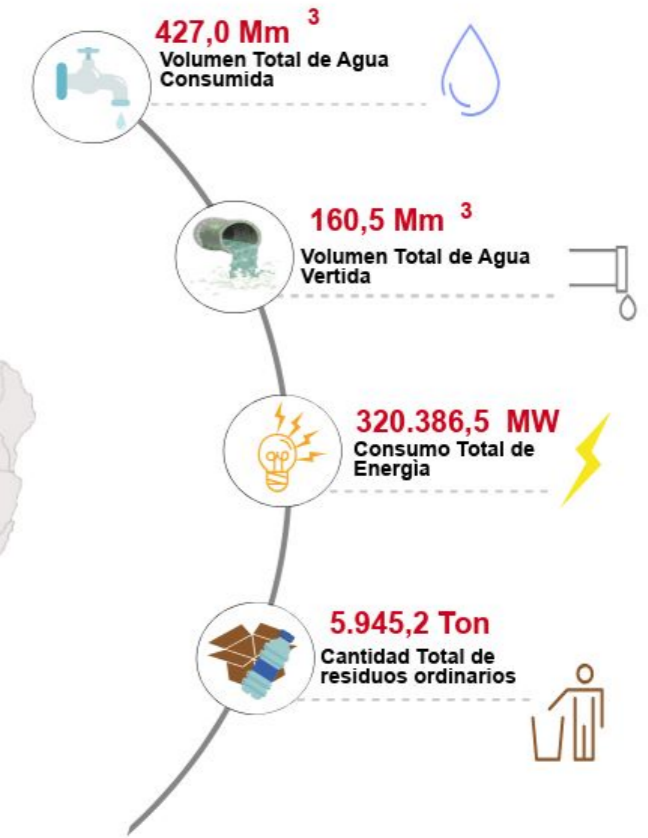 427,0 Mm 3
Volumen Total de Agua
Consumida
160,5 Mm 3
Volumen Total de Agua
Vertida
320.386,5 MW
Consumo Total de
Energia
5.945,2 Ton
Cantidad Total de
residuos ordinarios